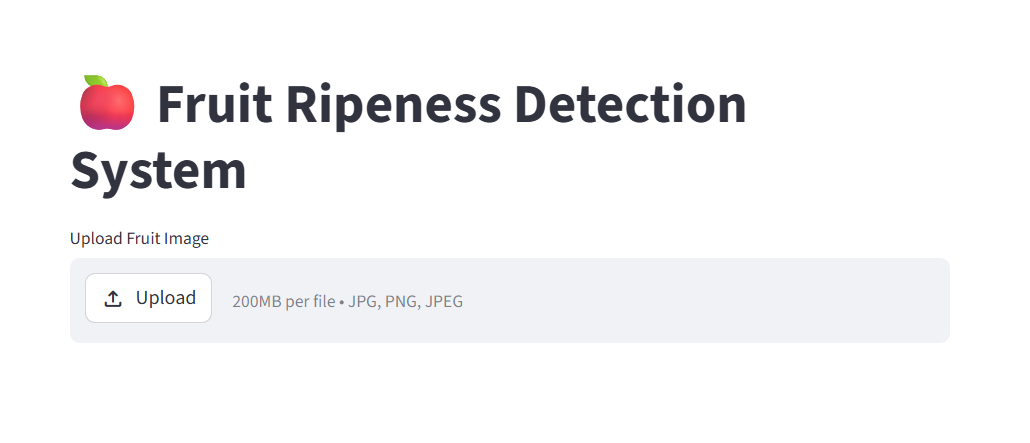 Fruit Ripeness Detection
System
Upload Fruit Image
Upload
200MB per file • JPG, PNG, JPEG